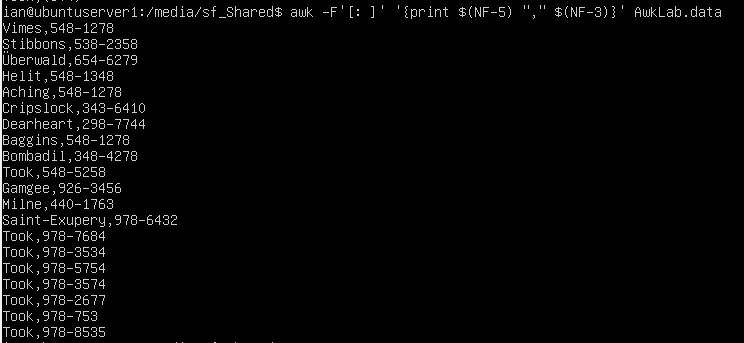 ian@ubuntuserver1:/media/sf_Shared$ awk -F'[: ]' '{print $(NF-5) "," $(NF-3)}' AwkLab.data
Vimes,548-1278
Stibbons,538-2358
Überwald,654-6279
Helit,548-1348
Aching,548-1278
Cripslock,343-6410
Dearheart,298-7744
Baggins,548-1278
Bombadil,348-4278
Took,548-5258
Gamgee,926-3456
Milne,440-1763
Saint-Exupery,978-6432
Took,978-7684
Took,978-3534
Took,978-5754
Took,978-3574
Took,978-2677
Took,978-753
Took,978-8535